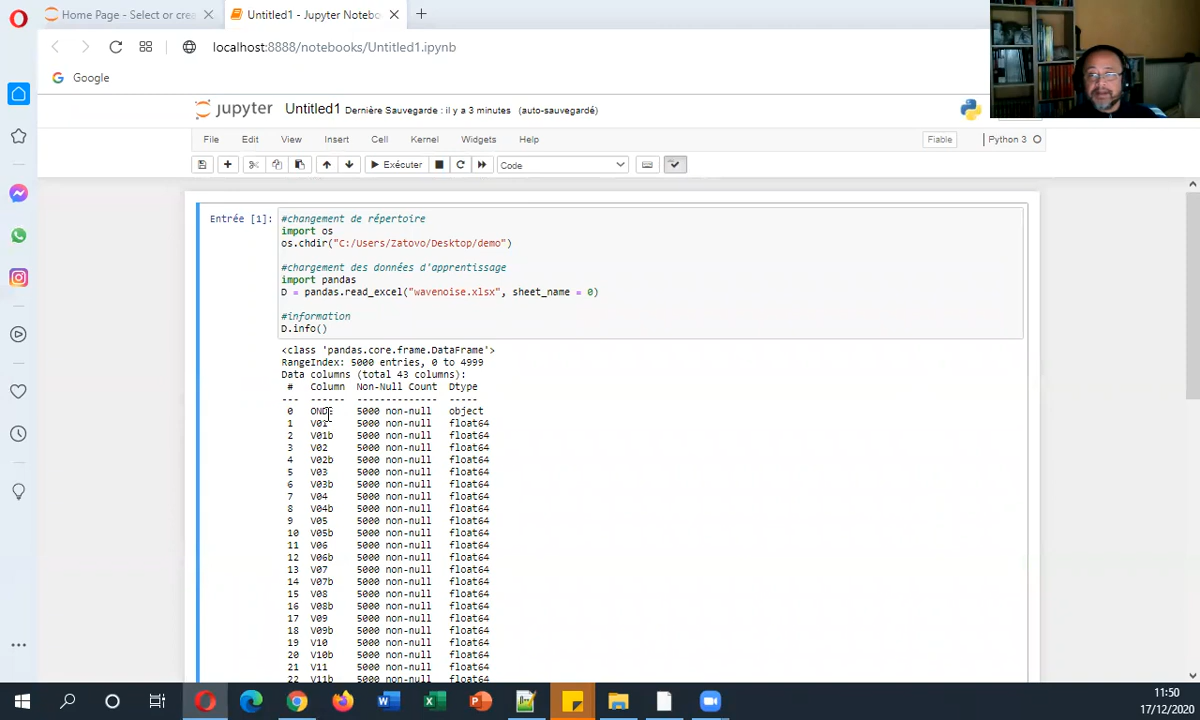 Home Page - Select or crea
Untitled1 - Jupyter Notebo
localhost:8888/notebooks/Untitled1.ipynb
Google
jupyter Untitled1 Dernière Sauvegarde : il y a 3 minutes (auto-sauvegardé)
File Edit View Insert Cell Kernel Widgets Help
Fiable
Python 3
Exécuter
Code
Entrée [1]:
#changement de répertoire
import os
os.chdir("C:/Users/Zatovo/Desktop/demo")
#chargement des données d'apprentissage
import pandas
D = pandas.read_excel("wavenoise.xlsx", sheet_name = 0)
#information
D.info()
<class 'pandas.core.frame.DataFrame'>
RangeIndex: 5000 entries, 0 to 4999
Data columns (total 43 columns):
# Column Non-Null Count Dtype
--- ------ -------------- -----
0 ONDE 5000 non-null object
1 V01 5000 non-null float64
2 V01b 5000 non-null float64
3 V02 5000 non-null float64
4 V02b 5000 non-null float64
5 V03 5000 non-null float64
6 V03b 5000 non-null float64
7 V04 5000 non-null float64
8 V04b 5000 non-null float64
9 V05 5000 non-null float64
10 V05b 5000 non-null float64
11 V06 5000 non-null float64
12 V06b 5000 non-null float64
13 V07 5000 non-null float64
14 V07b 5000 non-null float64
15 V08 5000 non-null float64
16 V08b 5000 non-null float64
17 V09 5000 non-null float64
18 V09b 5000 non-null float64
19 V10 5000 non-null float64
20 V10b 5000 non-null float64
21 V11 5000 non-null float64
22 V11b 5000 non-null float64
11:50
17/12/2020